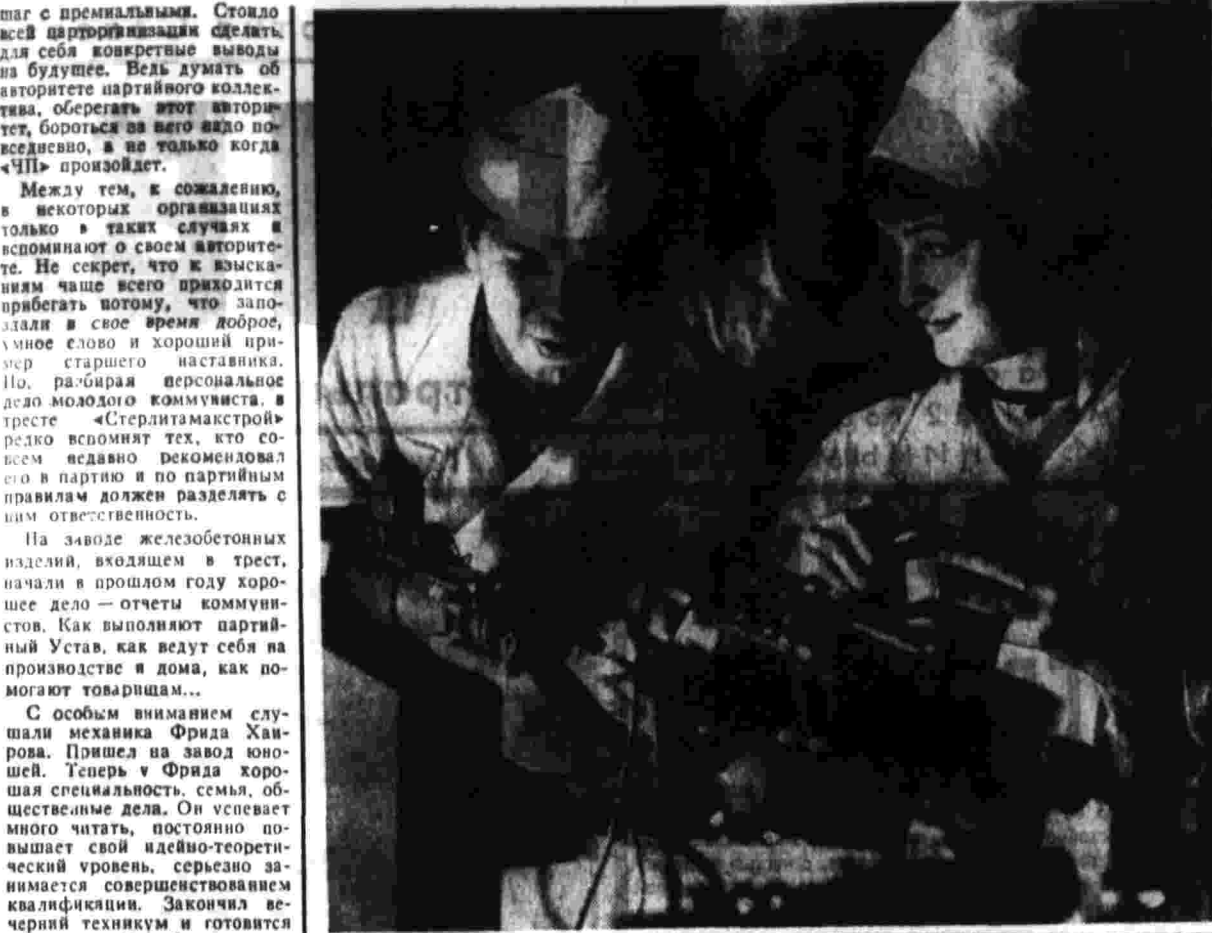 шаг с премиальными. Стоило
всей парторганизации сделать
для себя конкретные выводы
на будущее. Ведь думать об
авторитете партийного коллек-
тива, оберегать этот автори-
тет, бороться за него надо по-
вседневно, а не только когда
«ЧП» произойдет.
Между тем, к сожалению,
в некоторых организациях
только в таких случаях и
вспоминают о своем авторите-
те. Не секрет, что к взыска-
ниям чаще всего приходится
прибегать потому, что запо-
здали в свое время доброе,
умное слово и хороший при-
мер старшего наставника.
Но, разбирая персональное
дело молодого коммуниста, в
тресте «Стерлитамакстрой»
редко вспомнят тех, кто со-
всем недавно рекомендовал
его в партию и по партийным
правилам должен разделять с
ним ответственность.
На заводе железобетонных
изделий, входящем в трест,
начали в прошлом году хоро-
шее дело — отчеты коммуни-
стов. Как выполняют партий-
ный Устав, как ведут себя на
производстве и дома, как по-
могают товарищам...
С особым вниманием слу-
шали механика Фрида Хаи-
рова. Пришел на завод юно-
шей. Теперь у Фрида хоро-
шая специальность, семья, об-
щественные дела. Он успевает
много читать, постоянно по-
вышает свой идейно-теорети-
ческий уровень, серьезно за-
нимается совершенствованием
квалификации. Закончил ве-
черний техникум и готовится